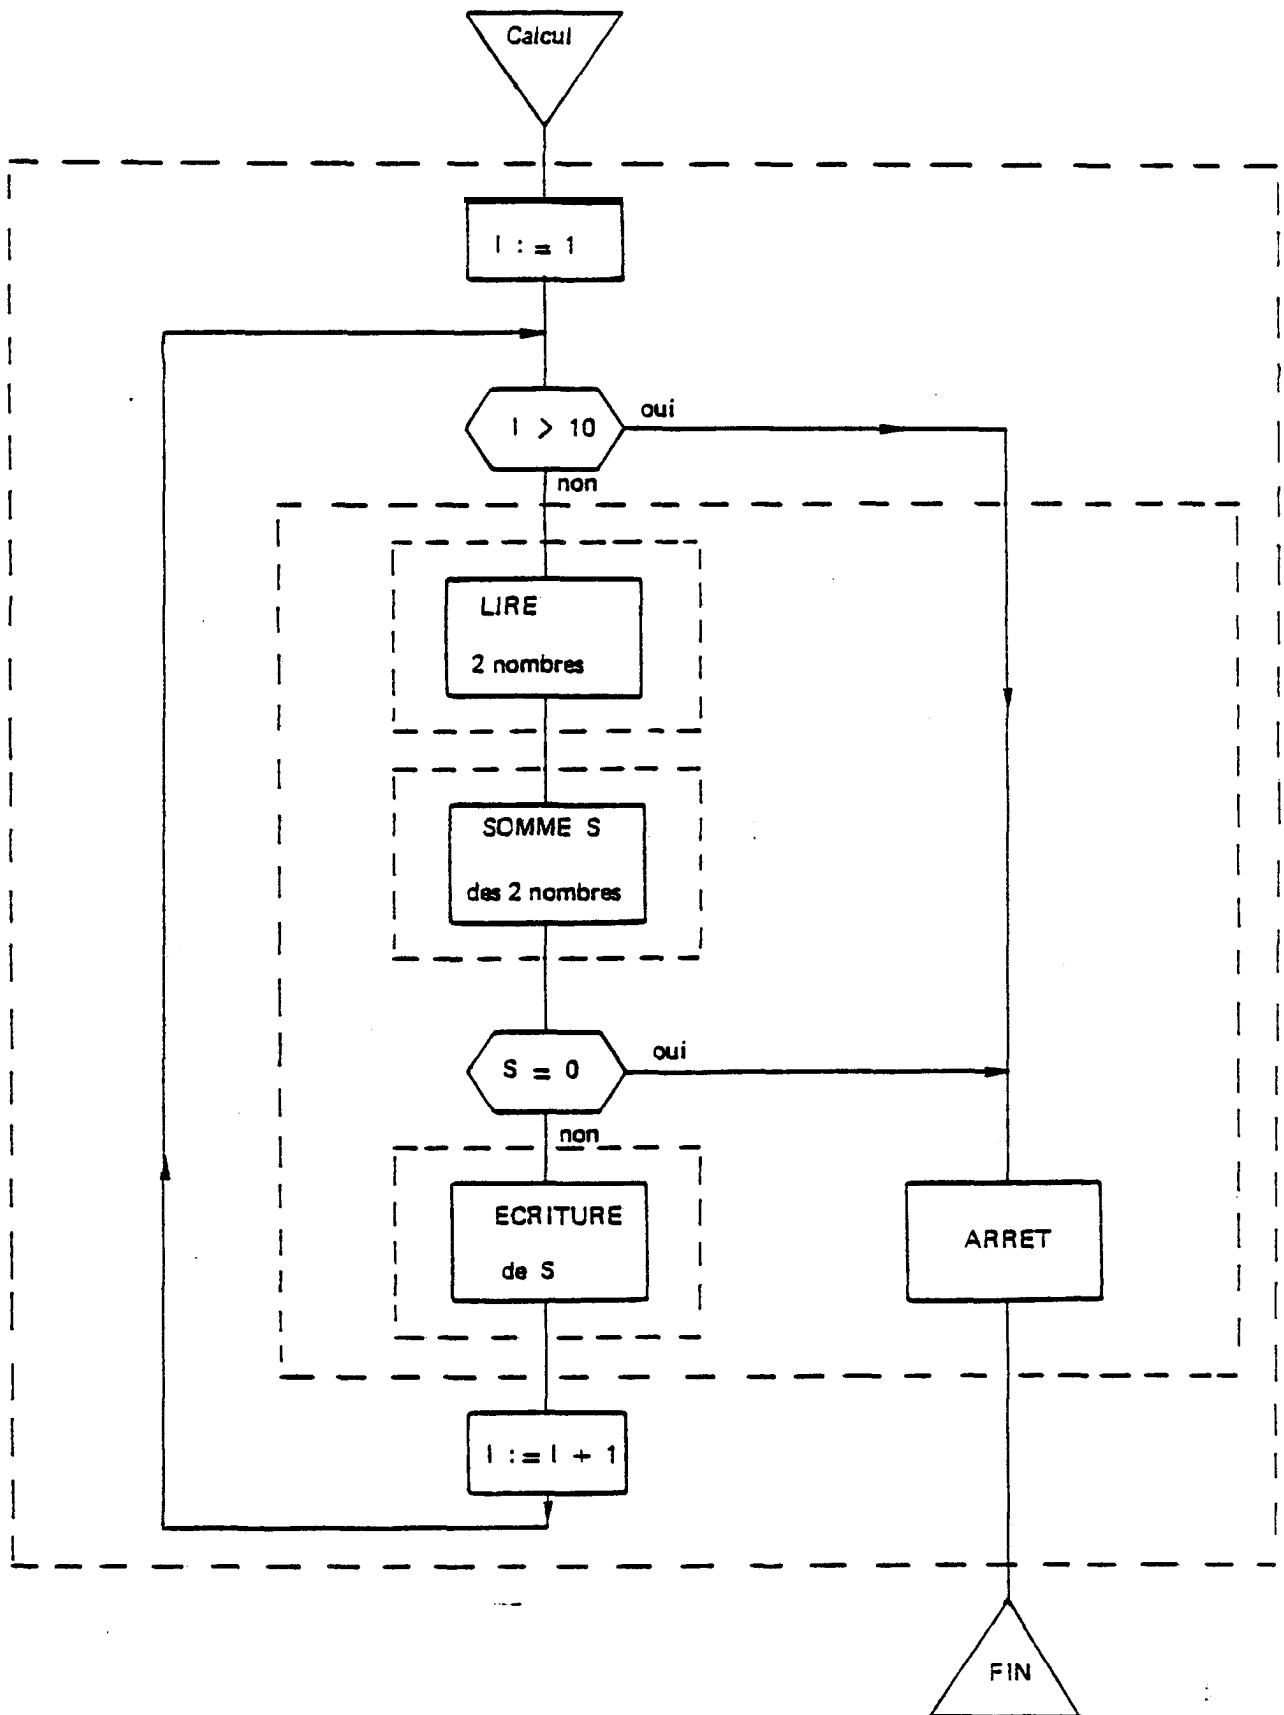 Calcul
I := 1
I > 10
oui
non
LIRE
2 nombres
SOMME S
des 2 nombres
S = 0
oui
non
ECRITURE
de S
ARRET
I := I + 1
FIN